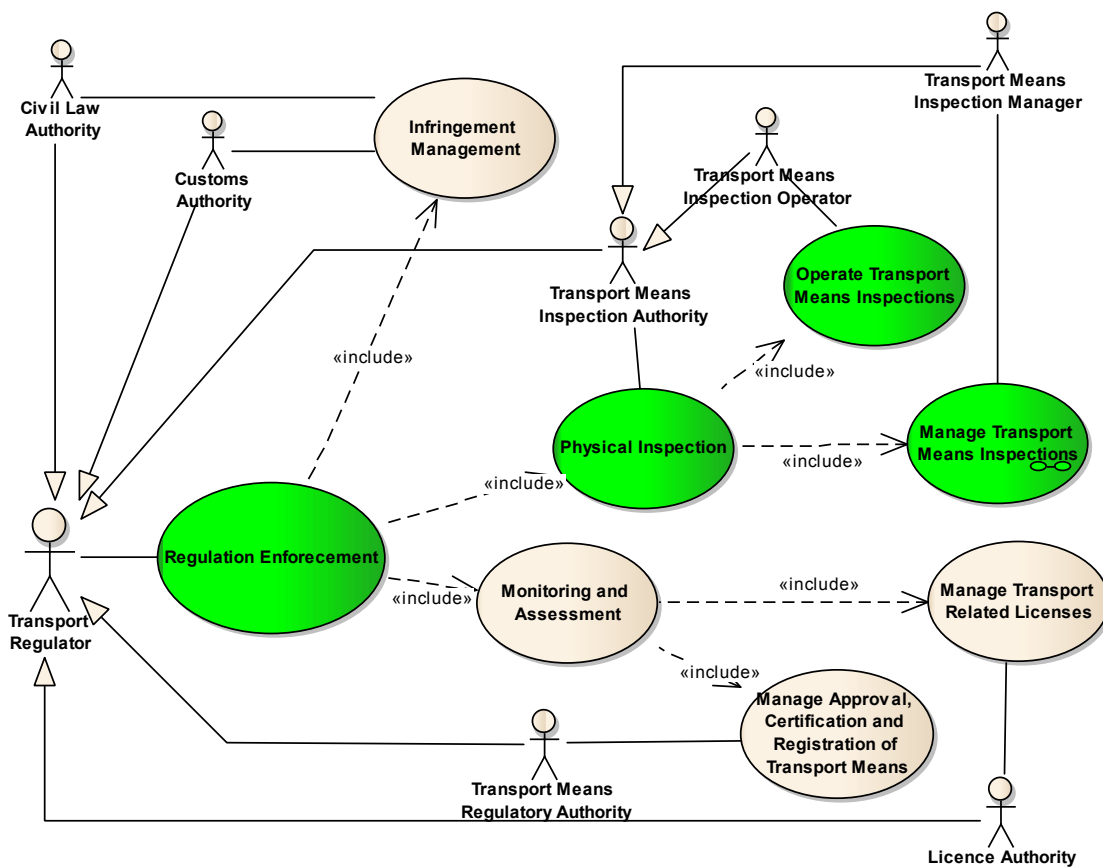 Civil Law
Authority
Customs
Authority
Infringement
Management
Transport Means
Inspection Manager
Transport Means
Inspection Operator
Operate Transport
Means Inspections
Transport Means
Inspection Authority
«include»
«include»
Physical Inspection
«include»
Manage Transport
Means Inspections
«include»
Regulation Enforecement
Transport
Regulator
«include»
Monitoring and
Assessment
«include»
Manage Transport
Related Licenses
«include»
Manage Approval,
Certification and
Registration of
Transport Means
Transport Means
Regulatory Authority
Licence Authority